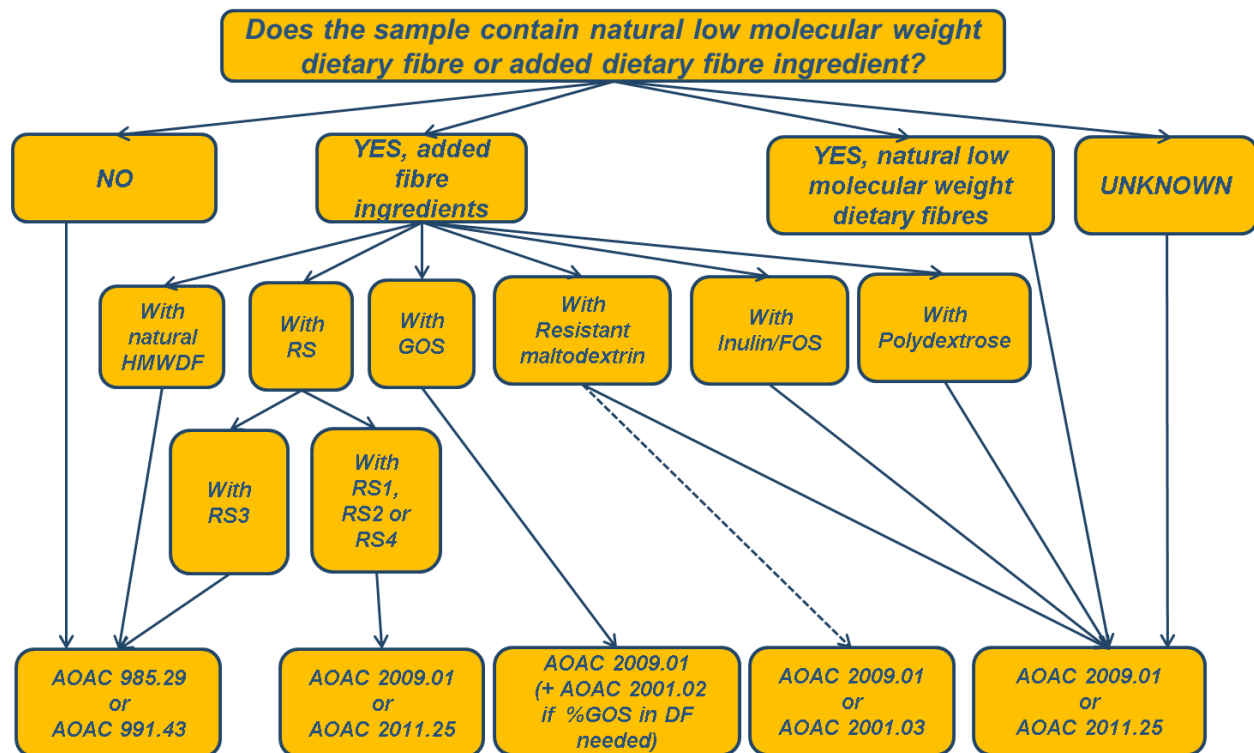 Does the sample contain natural low molecular weight
dietary fibre or added dietary fibre ingredient?
NO
YES, added
fibre
ingredients
YES, natural low
molecular weight
dietary fibres
UNKNOWN
With
natural
HMWDF
With
RS
With
GOS
With
Resistant
maltodextrin
With
Inulin/FOS
With
Polydextrose
With
RS3
With
RS1,
RS2 or
RS4
AOAC 985.29
or
AOAC 991.43
AOAC 2009.01
or
AOAC 2011.25
AOAC 2009.01
(+ AOAC 2001.02
if %GOS in DF
needed)
AOAC 2009.01
or
AOAC 2001.03
AOAC 2009.01
or
AOAC 2011.25